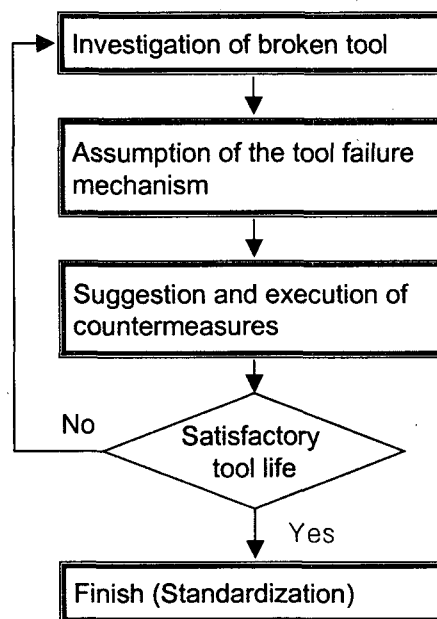 Investigation of broken tool
Assumption of the tool failure
mechanism
Suggestion and execution of
countermeasures
No
Satisfactory
tool life
Yes
Finish (Standardization)